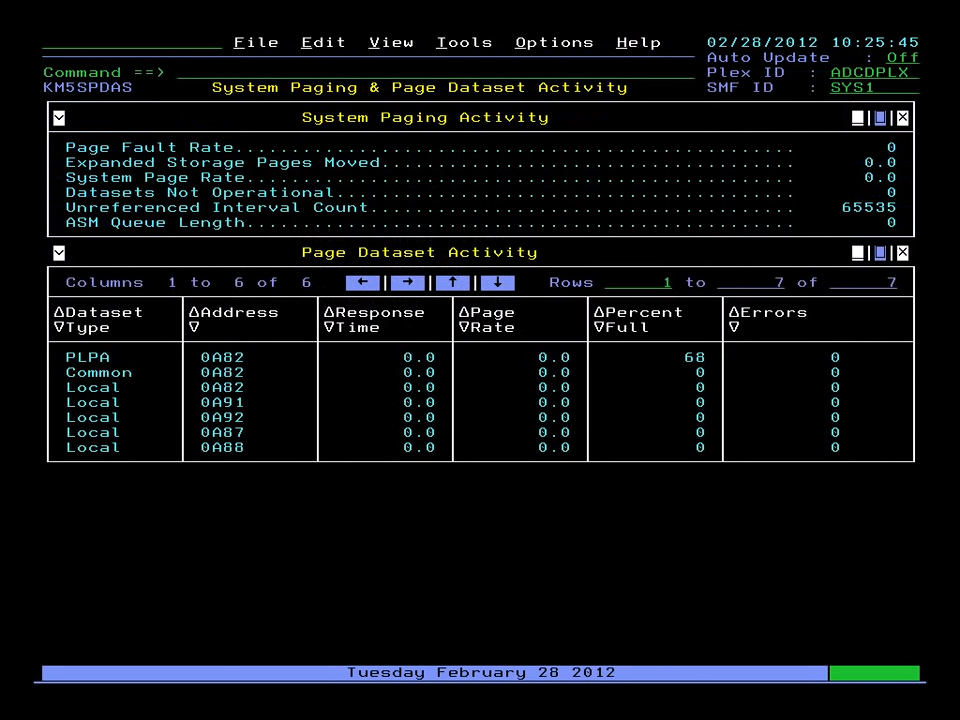 File Edit View Tools Options Help 02/28/2012 10:25:45
Auto Update : Off
Command ==> Plex ID : ADCDPLX
KM5SPDAS System Paging & Page Dataset Activity SMF ID : SYS1
System Paging Activity
Page Fault Rate.................................................. 0
Expanded Storage Pages Moved..................................... 0.0
System Page Rate................................................. 0.0
Datasets Not Operational......................................... 0
Unreferenced Interval Count...................................... 65535
ASM Queue Length................................................. 0
Page Dataset Activity
Columns 1 to 6 of 6 ← | → | ↑ | ↓ Rows 1 to 7 of 7
△Dataset △Address △Response △Page △Percent △Errors
▽Type ▽ ▽Time ▽Rate ▽Full ▽
PLPA 0A82 0.0 0.0 68 0
Common 0A82 0.0 0.0 0 0
Local 0A82 0.0 0.0 0 0
Local 0A91 0.0 0.0 0 0
Local 0A92 0.0 0.0 0 0
Local 0A87 0.0 0.0 0 0
Local 0A88 0.0 0.0 0 0
Tuesday February 28 2012